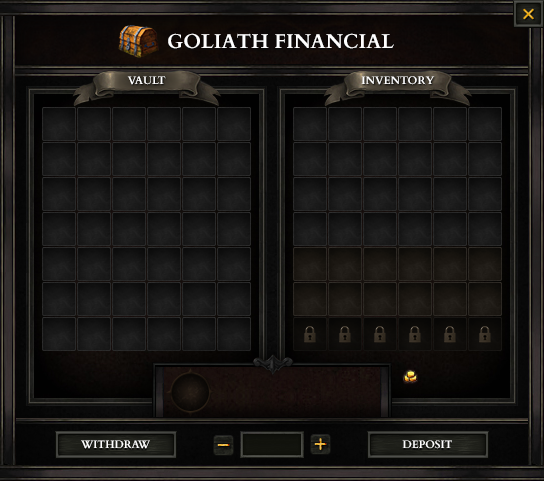 GOLIATH FINANCIAL
VAULT
INVENTORY
WITHDRAW
DEPOSIT